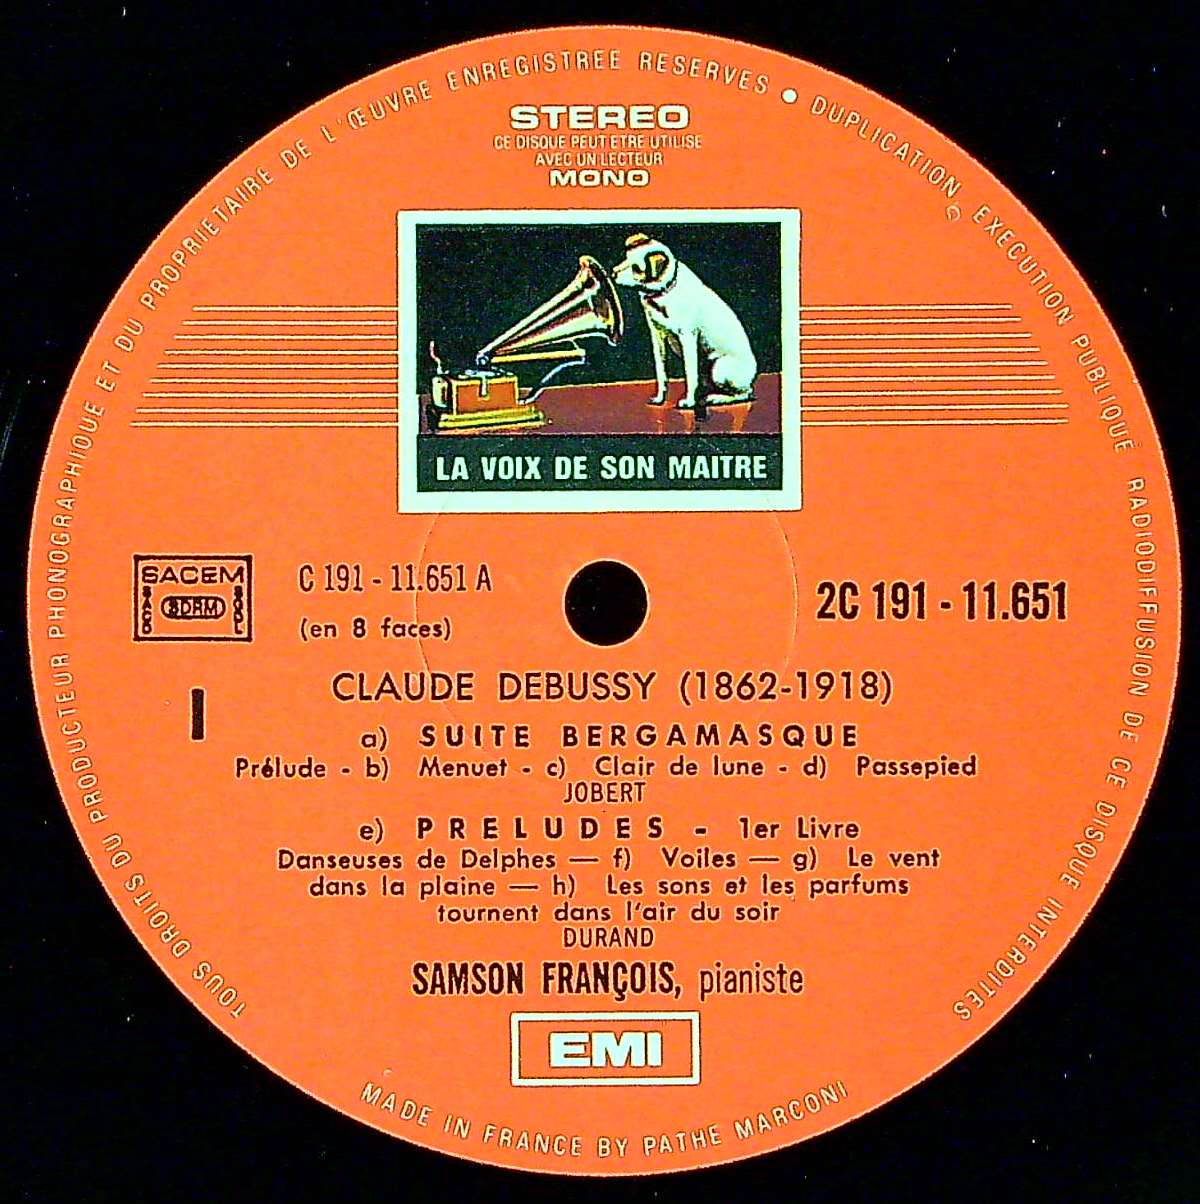 TOUS DROITS DU PRODUCTEUR PHONOGRAPHIQUE ET DU PROPRIETAIRE DE L'ŒUVRE ENREGISTREE RESERVES • DUPLICATION, EXECUTION PUBLIQUE RADIODIFFUSION DE CE DISQUE INTERDITES
STEREO
CE DISQUE PEUT ETRE UTILISE
AVEC UN LECTEUR
MONO
LA VOIX DE SON MAITRE
SACEM
SACD SDRM SGDL
C 191 - 11.651 A
(en 8 faces)
2C 191 - 11.651
I
CLAUDE DEBUSSY (1862-1918)
a) SUITE BERGAMASQUE
Prélude - b) Menuet - c) Clair de lune - d) Passepied
JOBERT
e) PRELUDES - 1er Livre
Danseuses de Delphes — f) Voiles — g) Le vent
dans la plaine — h) Les sons et les parfums
tournent dans l'air du soir
DURAND
SAMSON FRANÇOIS, pianiste
EMI
MADE IN FRANCE BY PATHE MARCONI